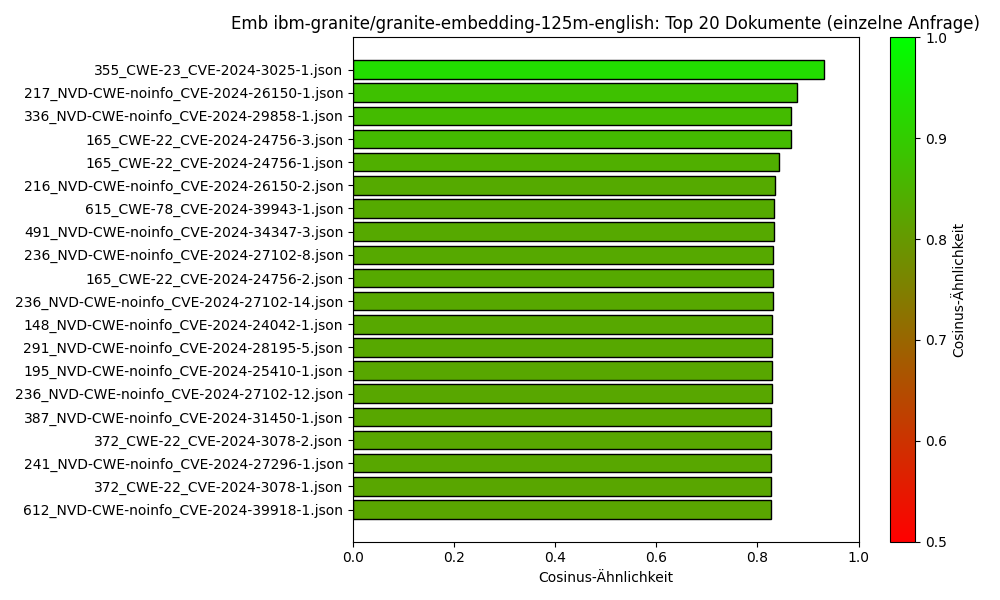 Emb ibm-granite/granite-embedding-125m-english: Top 20 Dokumente (einzelne Anfrage)
355_CWE-23_CVE-2024-3025-1.json
217_NVD-CWE-noinfo_CVE-2024-26150-1.json
336_NVD-CWE-noinfo_CVE-2024-29858-1.json
165_CWE-22_CVE-2024-24756-3.json
165_CWE-22_CVE-2024-24756-1.json
216_NVD-CWE-noinfo_CVE-2024-26150-2.json
615_CWE-78_CVE-2024-39943-1.json
491_NVD-CWE-noinfo_CVE-2024-34347-3.json
236_NVD-CWE-noinfo_CVE-2024-27102-8.json
165_CWE-22_CVE-2024-24756-2.json
236_NVD-CWE-noinfo_CVE-2024-27102-14.json
148_NVD-CWE-noinfo_CVE-2024-24042-1.json
291_NVD-CWE-noinfo_CVE-2024-28195-5.json
195_NVD-CWE-noinfo_CVE-2024-25410-1.json
236_NVD-CWE-noinfo_CVE-2024-27102-12.json
387_NVD-CWE-noinfo_CVE-2024-31450-1.json
372_CWE-22_CVE-2024-3078-2.json
241_NVD-CWE-noinfo_CVE-2024-27296-1.json
372_CWE-22_CVE-2024-3078-1.json
612_NVD-CWE-noinfo_CVE-2024-39918-1.json
0.0 0.2 0.4 0.6 0.8 1.0
Cosinus-Ähnlichkeit
1.0
0.9
0.8
0.7
0.6
0.5
Cosinus-Ähnlichkeit